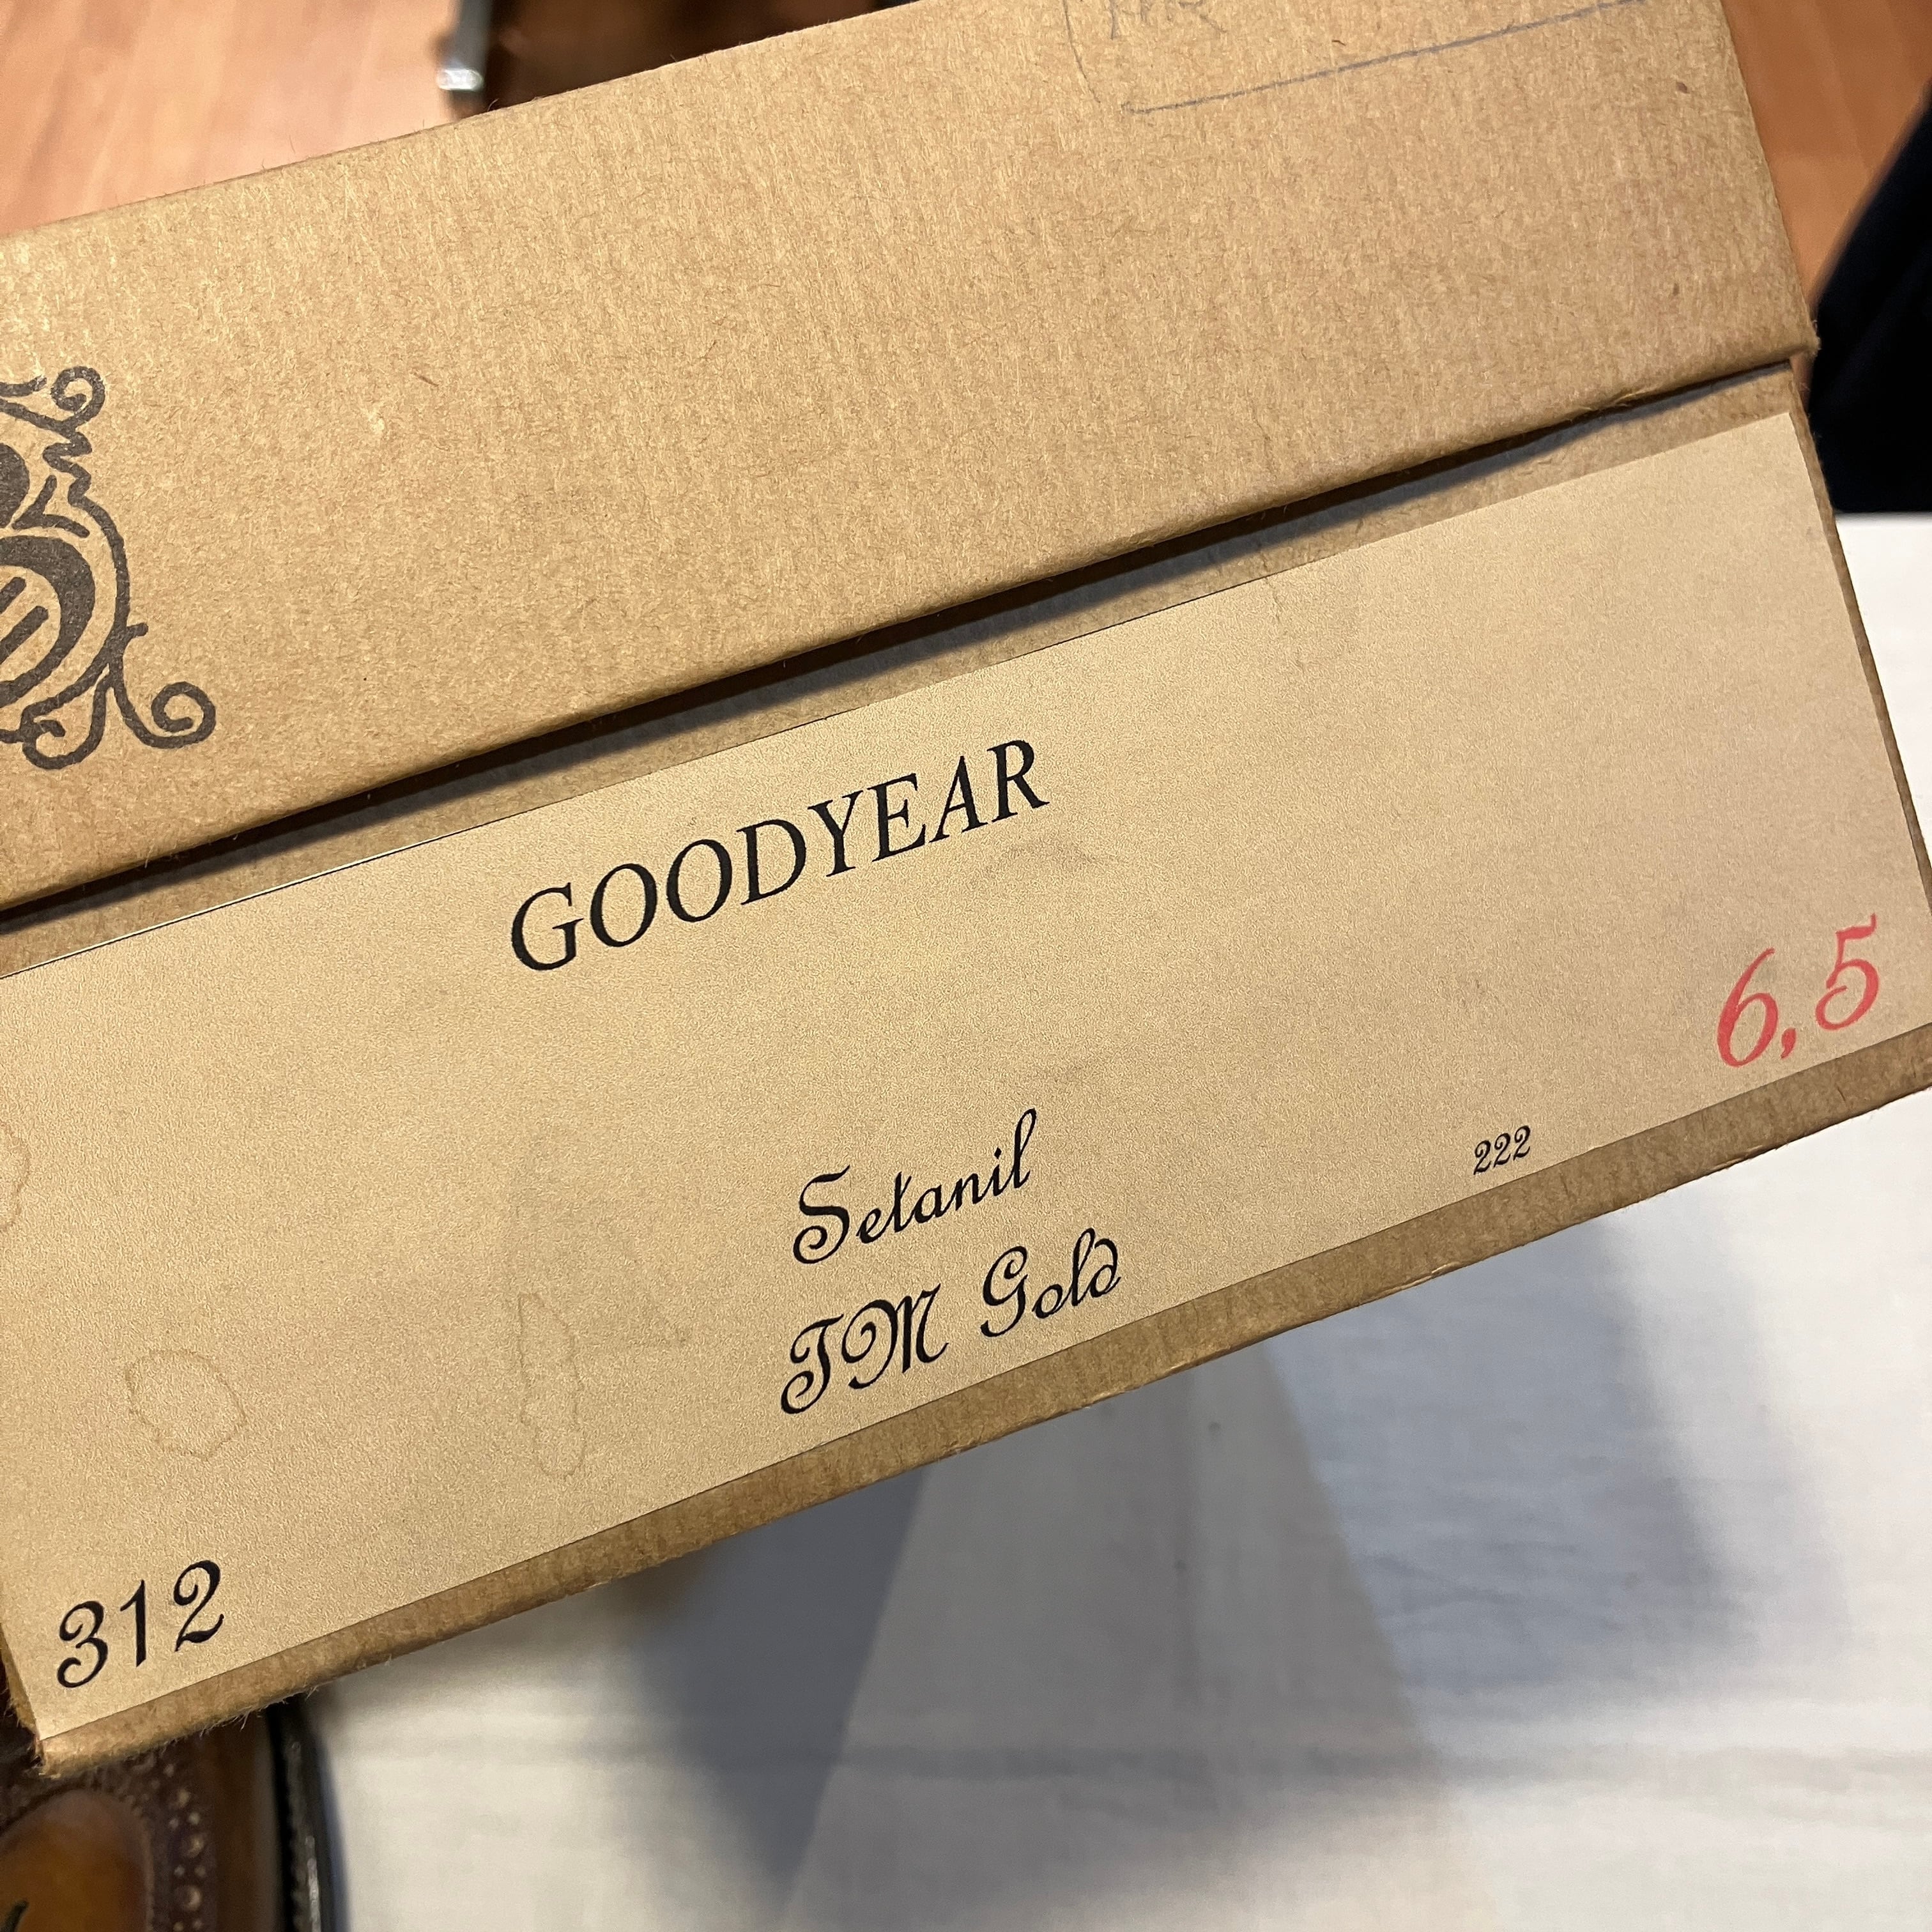 GOODYEAR
6,5
Setanil
222
TM Gold
312